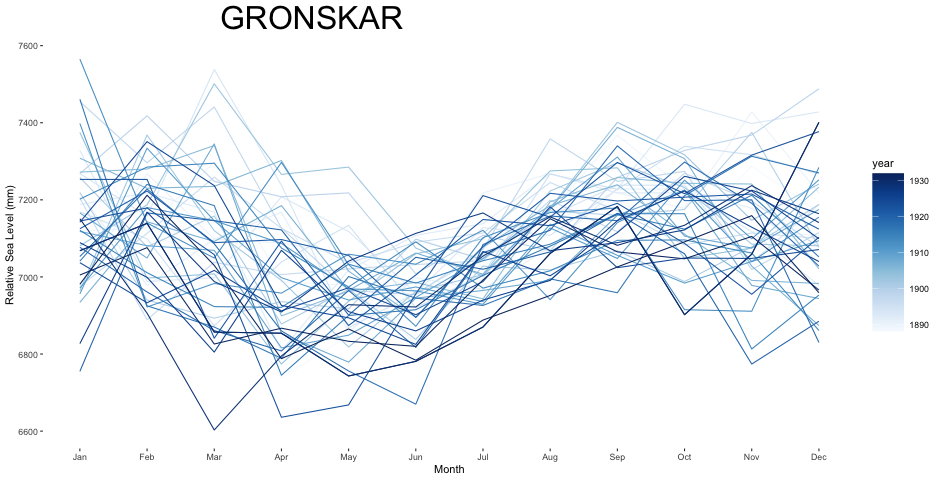 GRONSKAR
7600
7400
7200
7000
6800
6600
Relative Sea Level (mm)
Jan Feb Mar Apr May Jun Jul Aug Sep Oct Nov Dec
Month
year
1930
1920
1910
1900
1890